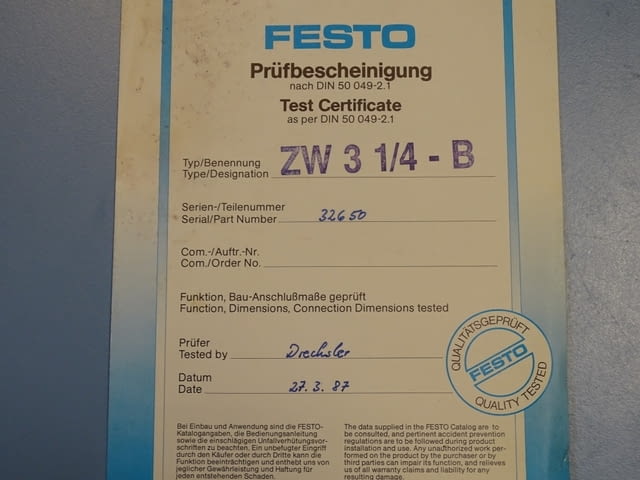 FESTO
Prüfbescheinigung
nach DIN 50 049-2.1
Test Certificate
as per DIN 50 049-2.1
Typ/Benennung
Type/Designation ZW 3 1/4 - B
Serien-/Teilenummer
Serial/Part Number 32650
Com.-/Auftr.-Nr.
Com./Order No.
Funktion, Bau-Anschlußmaße geprüft
Function, Dimensions, Connection Dimensions tested
Prüfer
Tested by Drechsler
Datum
Date 27.3.87
QUALITÄTSGEPRÜFT
FESTO
QUALITY TESTED
Bei Einbau und Anwendung sind die FESTO-
Katalogangaben, die Bedienungsanleitung
sowie die einschlägigen Unfallverhütungsvor-
schriften zu beachten. Ein unbefugter Eingriff
durch den Käufer oder durch Dritte kann die
Funktion beeinträchtigen und enthebt uns von
jeglicher Gewährleistung und Haftung für
jeden entstehenden Schaden.
The data supplied in the FESTO Catalog are to
be consulted, and pertinent accident prevention
regulations are to be followed during product
installation and use. Any unauthorized work per-
formed on the product by the purchaser or by
third parties can impair its function, and relieves
us of all warranty claims and liability for any
resulting damage.